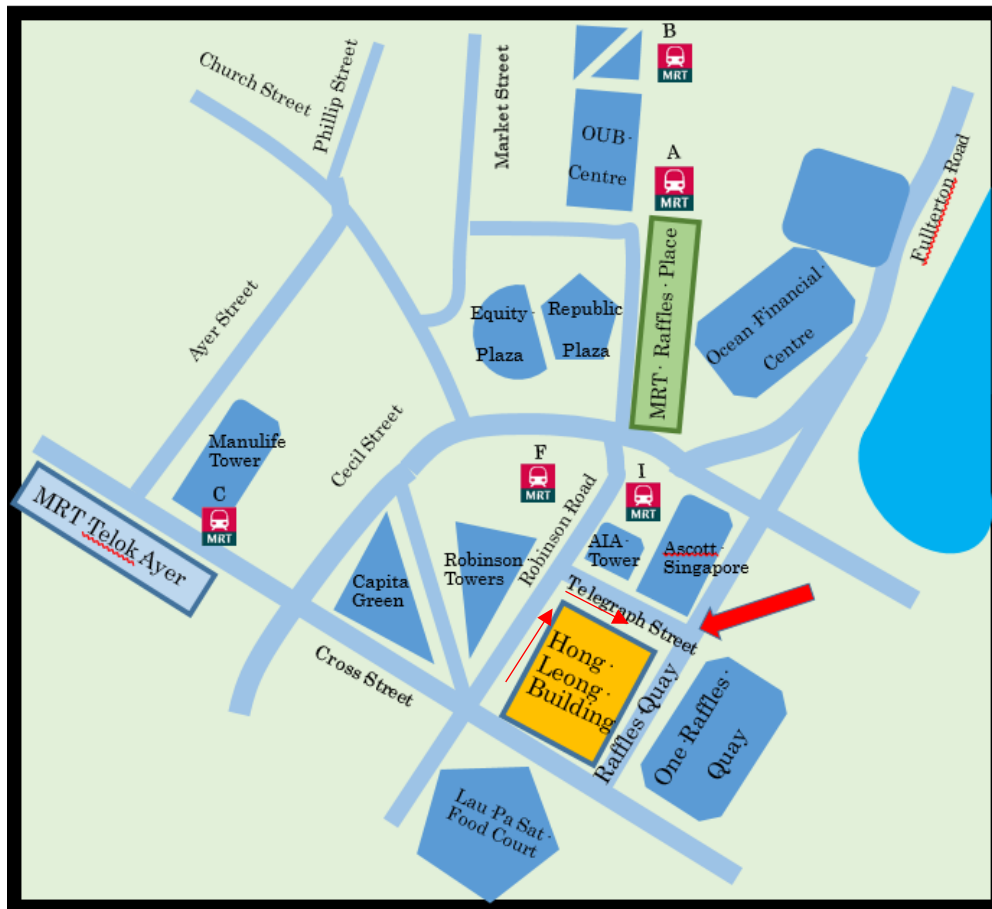 B
MRT
Church Street
Phillip Street
Market Street
OUB
Centre
A
MRT
Fullterton Road
MRT Raffles Place
Ocean Financial
Centre
Equity
Plaza
Republic
Plaza
Ayer Street
Manulife
Tower
C
MRT
Cecil Street
MRT Telok Ayer
F
MRT
I
MRT
Robinson Road
AIA
Tower
Ascott
Singapore
Capita
Green
Robinson
Towers
Telegraph Street
Hong
Leong
Building
Cross Street
Raffles Quay
One Raffles
Quay
Lau Pa Sat
Food Court